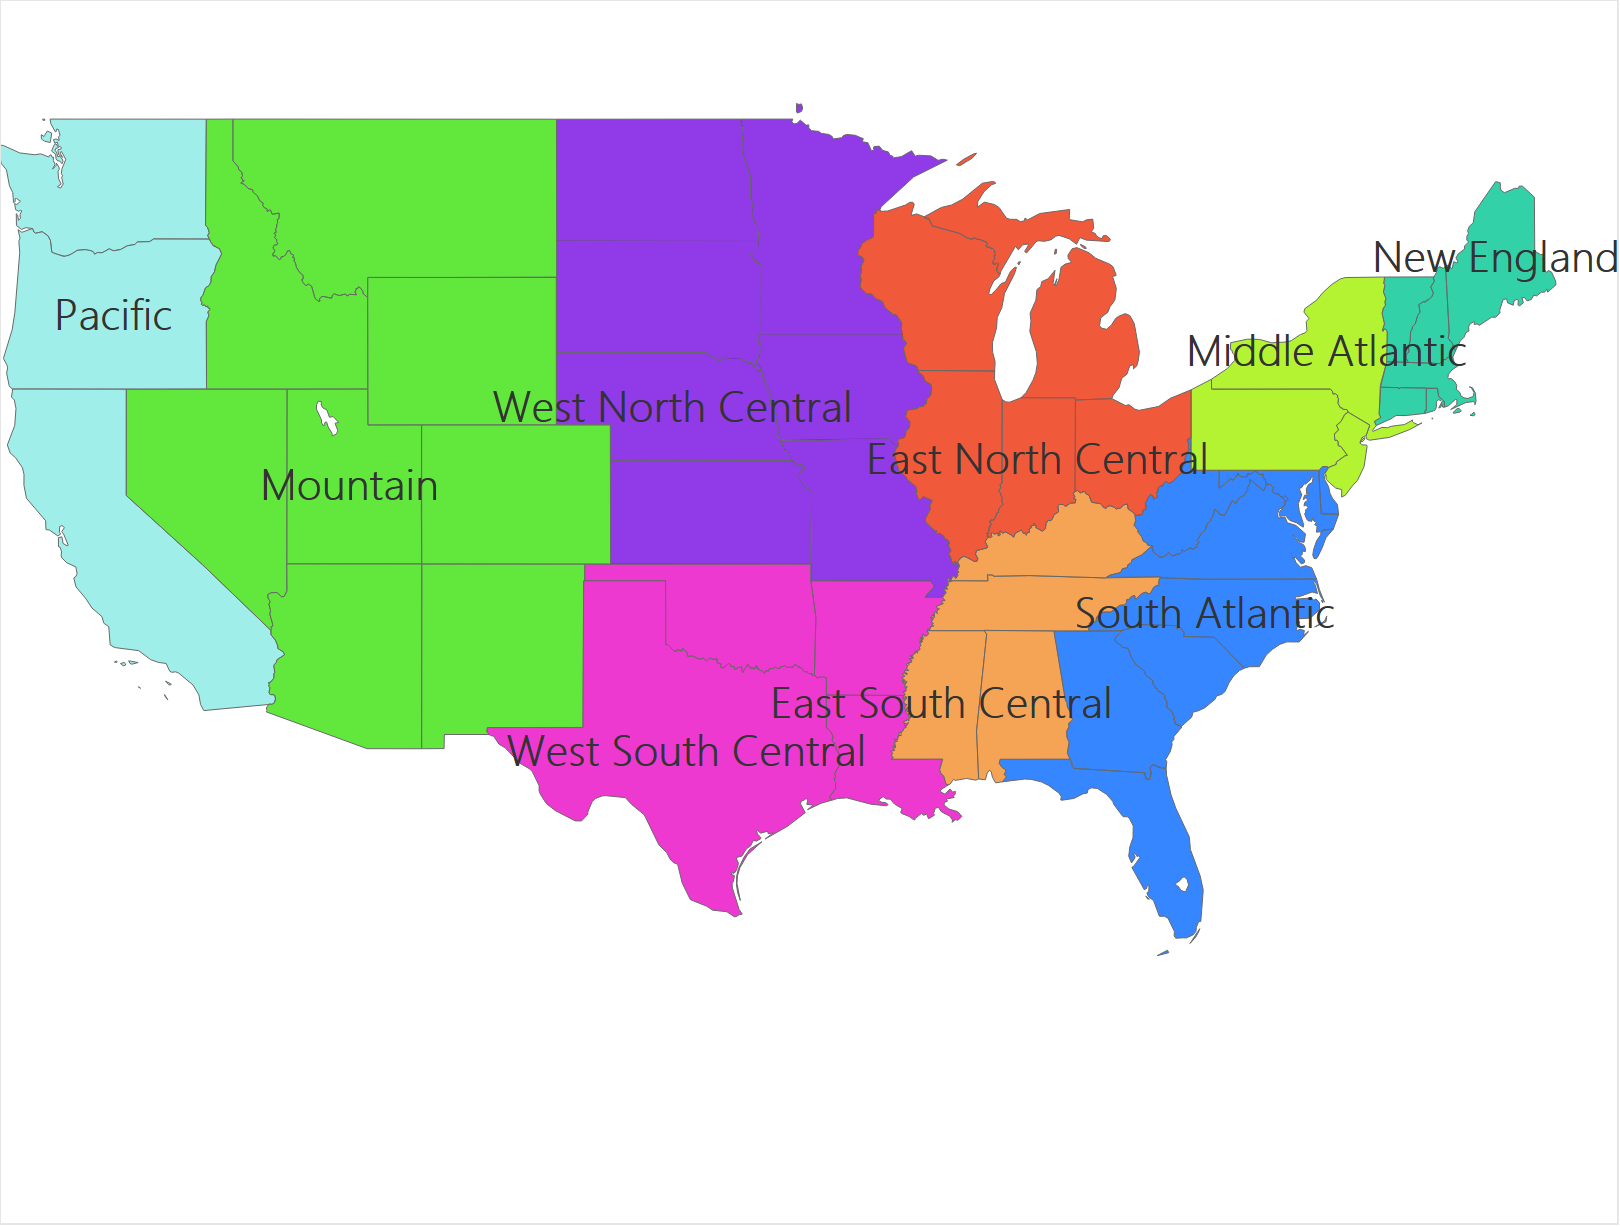 New England
Pacific
Middle Atlantic
West North Central
East North Central
Mountain
South Atlantic
East South Central
West South Central